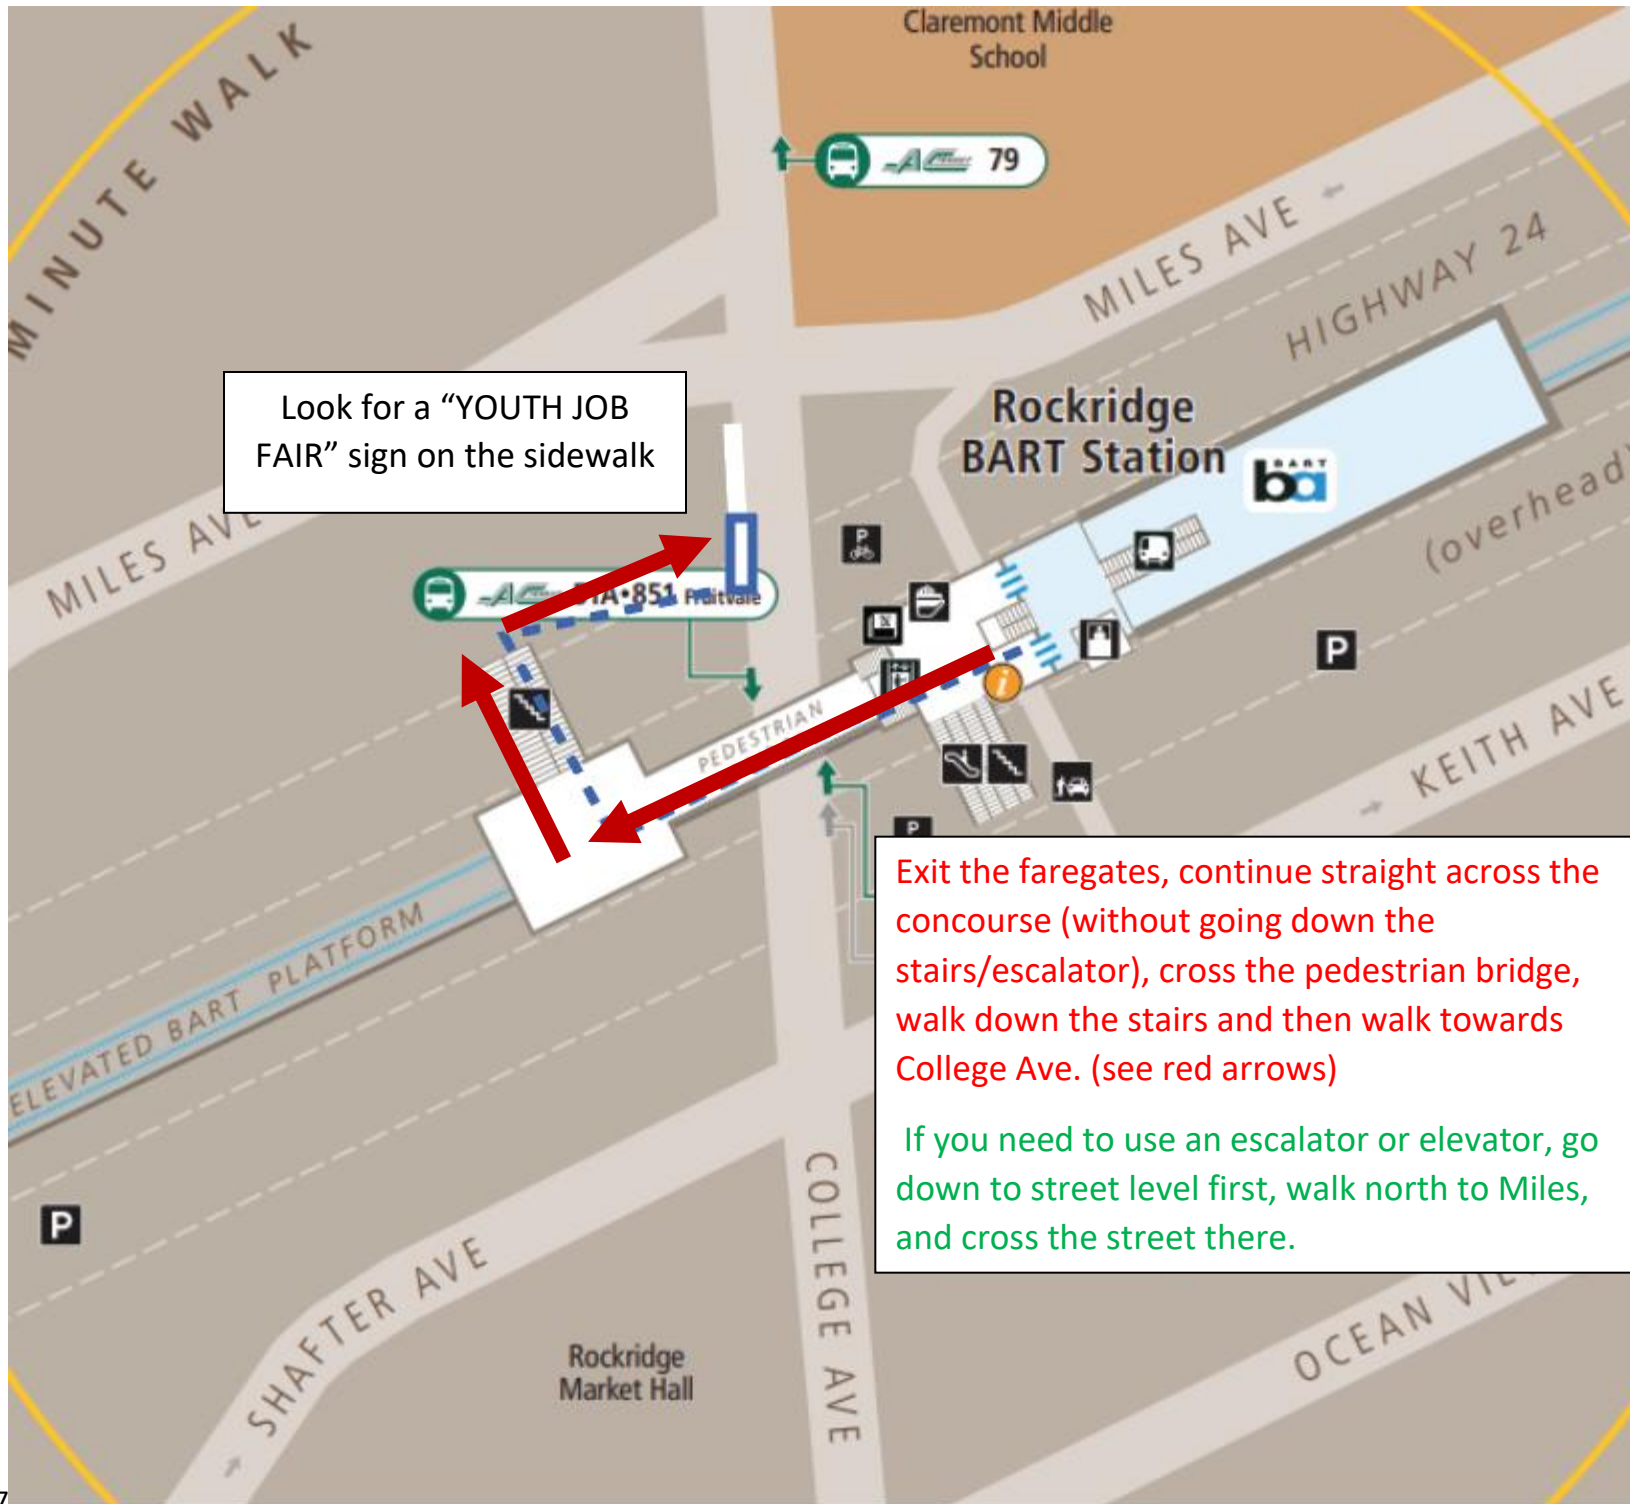 MINUTE WALK
Claremont Middle
School
79
MILES AVE
HIGHWAY 24
(overhead)
Look for a “YOUTH JOB
FAIR” sign on the sidewalk
Rockridge
BART Station
BART
ba
P
MILES AVE
851 Fruitvale
P
i
PEDESTRIAN
KEITH AVE
P
ELEVATED BART PLATFORM
Exit the faregates, continue straight across the
concourse (without going down the
stairs/escalator), cross the pedestrian bridge,
walk down the stairs and then walk towards
College Ave. (see red arrows)
If you need to use an escalator or elevator, go
down to street level first, walk north to Miles,
and cross the street there.
P
COLLEGE AVE
SHAFTER AVE
OCEAN
Rockridge
Market Hall
7